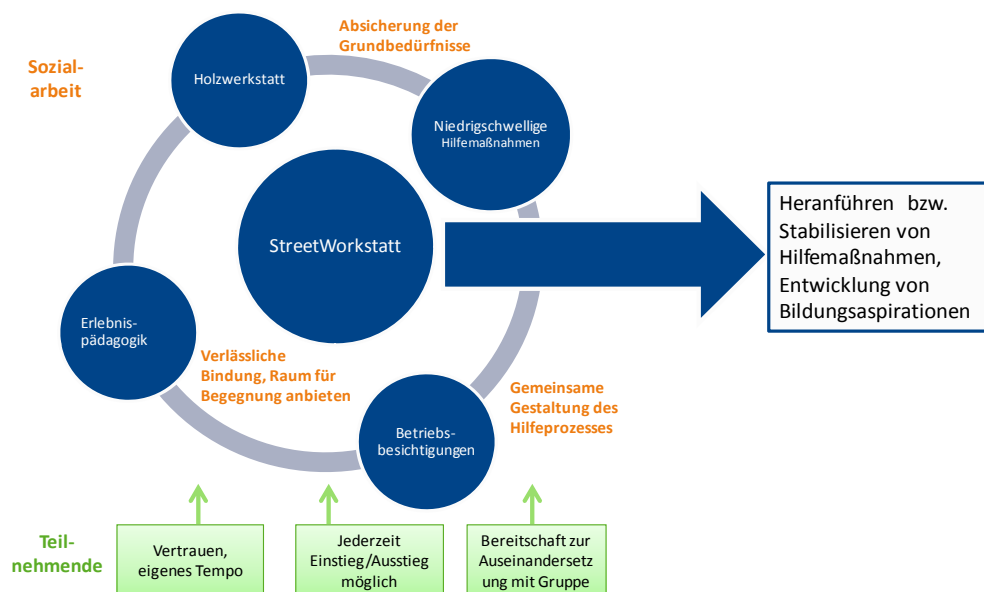 Absicherung der
Grundbedürfnisse
Sozial-
arbeit
Holzwerkstatt
Niedrigschwellige
Hilfemaßnahmen
StreetWorkstatt
Heranführen bzw.
Stabilisieren von
Hilfemaßnahmen,
Entwicklung von
Bildungsaspirationen
Erlebnis-
pädagogik
Verlässliche
Bindung, Raum für
Begegnung anbieten
Gemeinsame
Gestaltung des
Hilfeprozesses
Betriebs-
besichtigungen
Teil-
nehmende
Vertrauen,
eigenes Tempo
Jederzeit
Einstieg/Ausstieg
möglich
Bereitschaft zur
Auseinandersetz
ung mit Gruppe